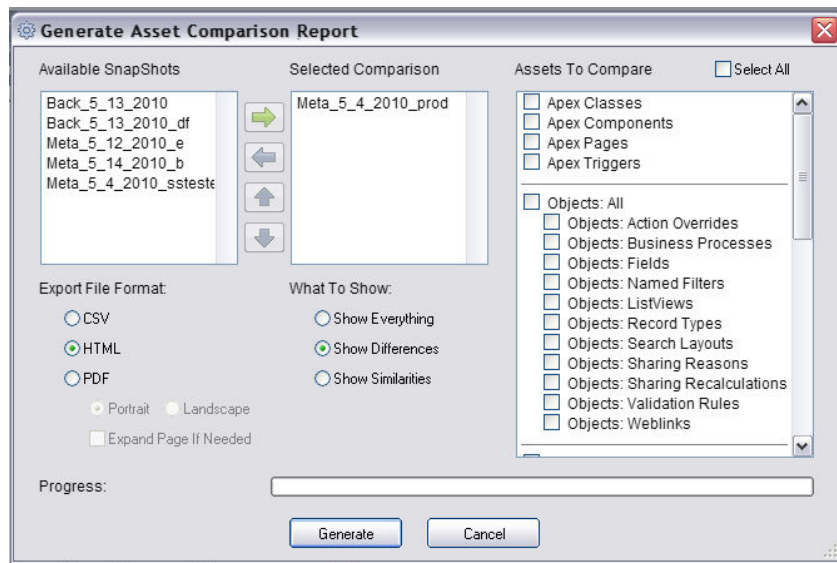 Generate Asset Comparison Report
Available SnapShots
Back_5_13_2010
Back_5_13_2010_df
Meta_5_12_2010_e
Meta_5_14_2010_b
Meta_5_4_2010_ssteste
Selected Comparison
Meta_5_4_2010_prod
Assets To Compare
Select All
Apex Classes
Apex Components
Apex Pages
Apex Triggers
Objects: All
Objects: Action Overrides
Objects: Business Processes
Objects: Fields
Objects: Named Filters
Objects: ListViews
Objects: Record Types
Objects: Search Layouts
Objects: Sharing Reasons
Objects: Sharing Recalculations
Objects: Validation Rules
Objects: Weblinks
Export File Format:
CSV
HTML
PDF
Portrait
Landscape
Expand Page If Needed
What To Show:
Show Everything
Show Differences
Show Similarities
Progress:
Generate
Cancel